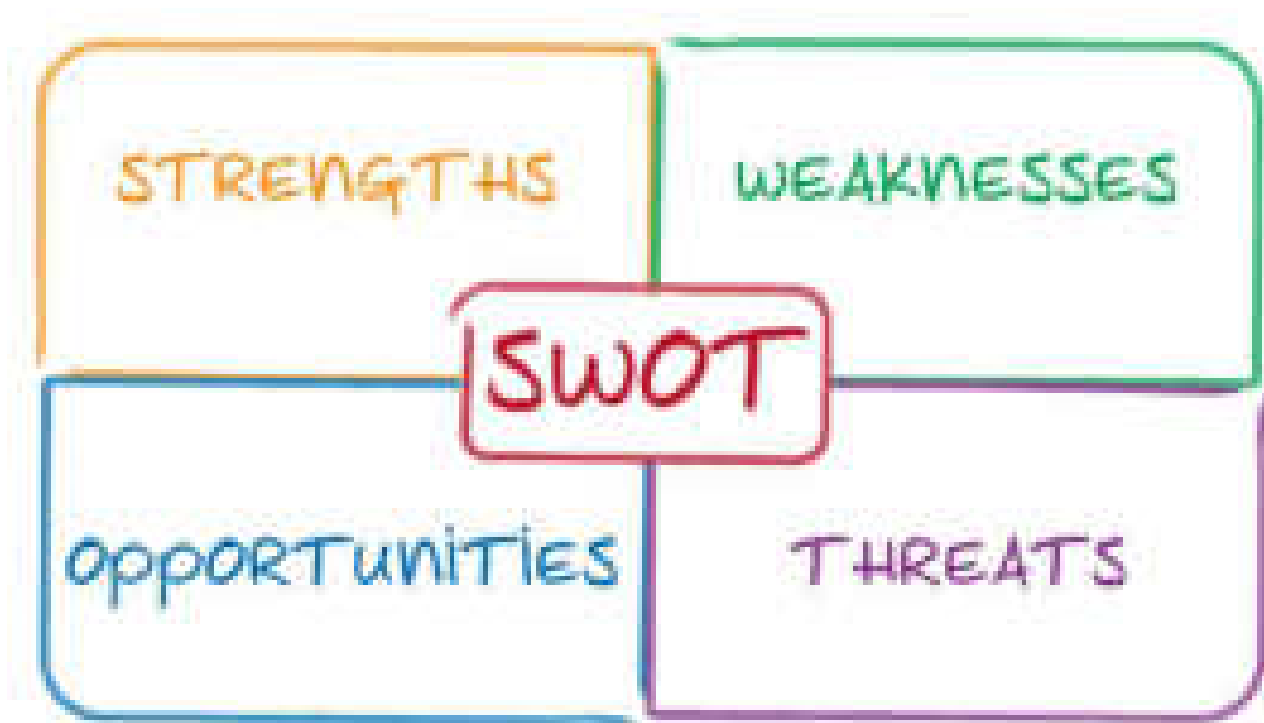 STRENGTHS
WEAKNESSES
SWOT
OPPORTUNITIES
THREATS